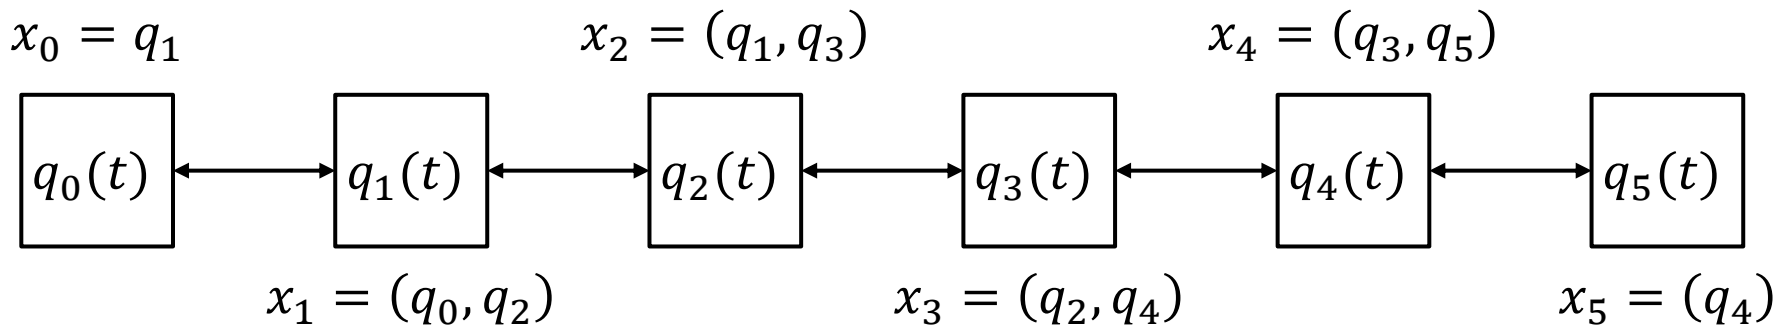 x₀ = q₁ x₂ = (q₁, q₃) x₄ = (q₃, q₅)
q₀(t) q₁(t) q₂(t) q₃(t) q₄(t) q₅(t)
x₁ = (q₀, q₂) x₃ = (q₂, q₄) x₅ = (q₄)